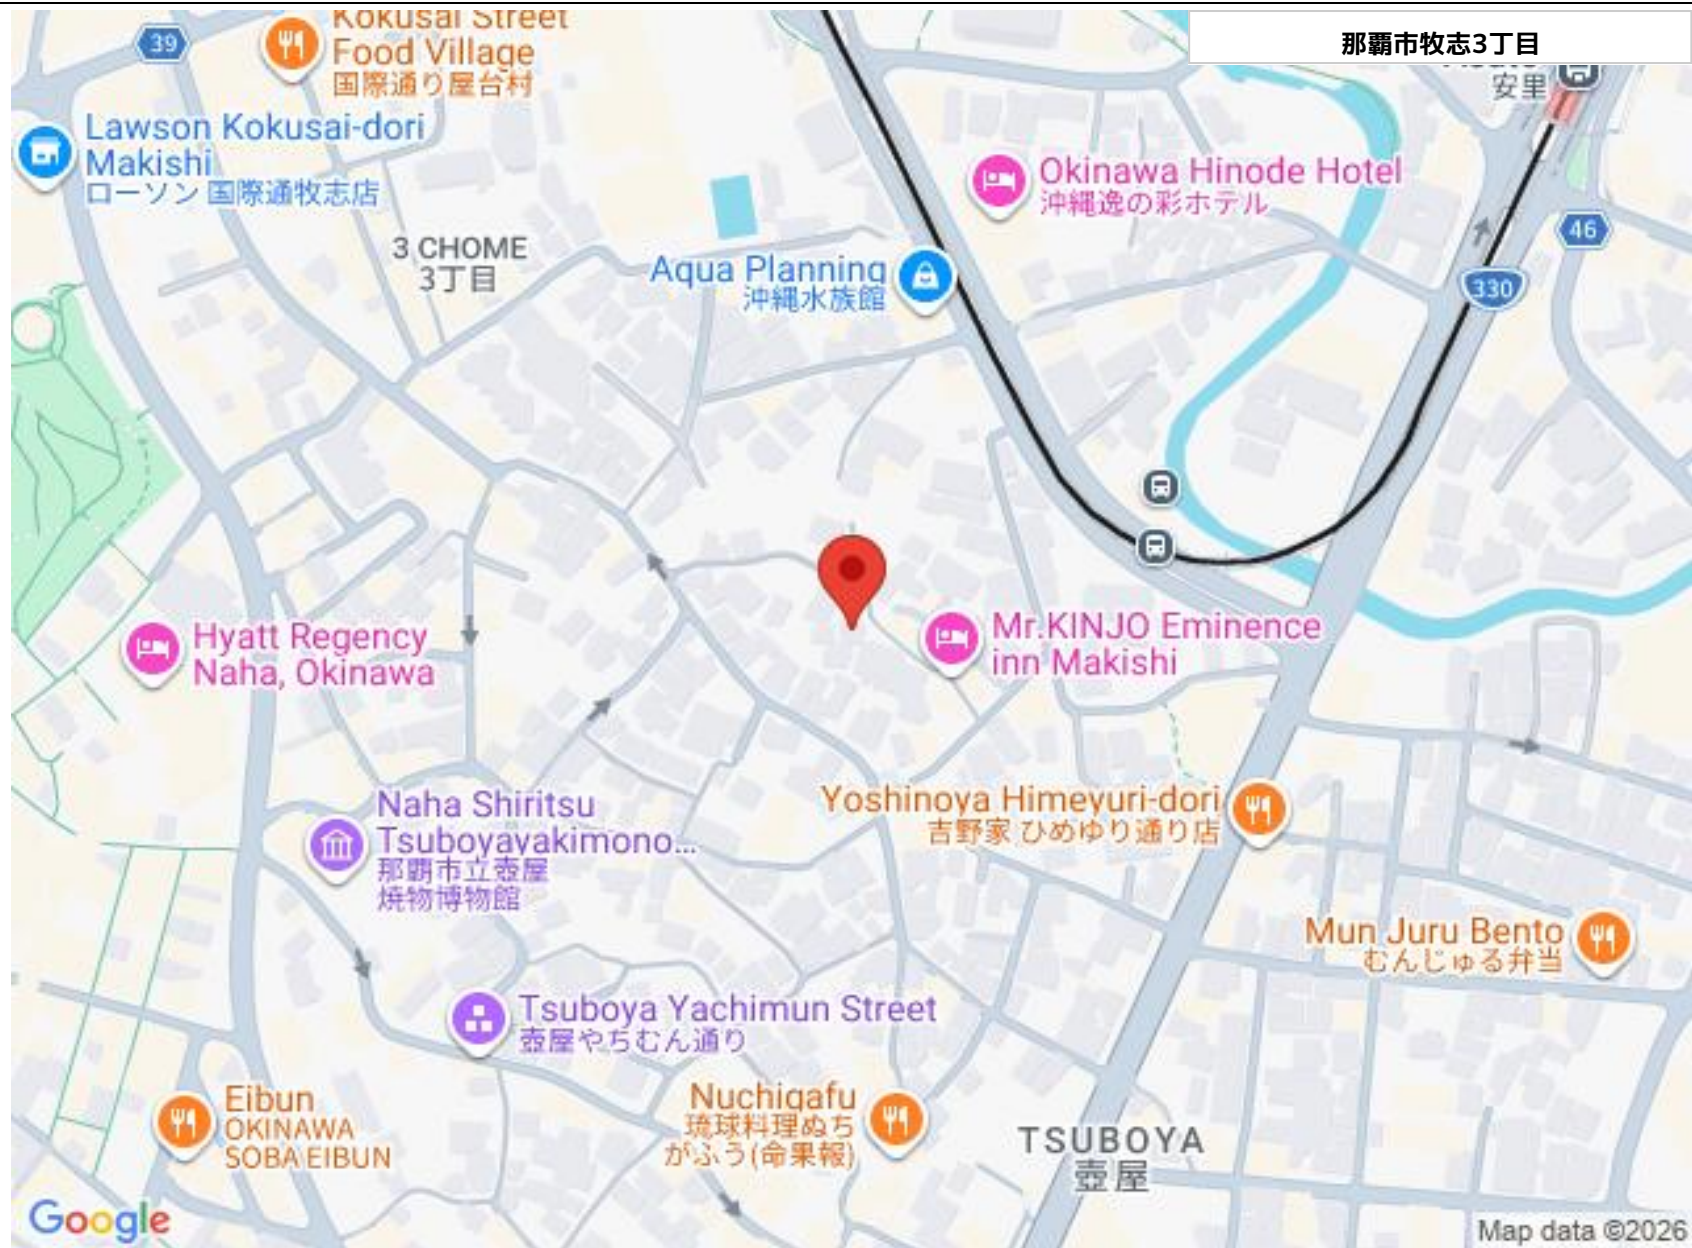 那覇市牧志3丁目
Kokusai Street
Food Village
国際通り屋台村
39
安里
Lawson Kokusai-dori
Makishi
ローソン 国際通牧志店
Okinawa Hinode Hotel
沖縄逸の彩ホテル
46
3 CHOME
3丁目
Aqua Planning
沖縄水族館
330
Hyatt Regency
Naha, Okinawa
Mr.KINJO Eminence
inn Makishi
Naha Shiritsu
Tsuboyayakimono...
那覇市立壺屋
焼物博物館
Yoshinoya Himeyuri-dori
吉野家 ひめゆり通り店
Mun Juru Bento
むんじゅる弁当
Tsuboya Yachimun Street
壺屋やちむん通り
Eibun
OKINAWA
SOBA EIBUN
Nuchigafu
琉球料理ぬち
がふう(命果報)
TSUBOYA
壺屋
Google
Map data ©2026